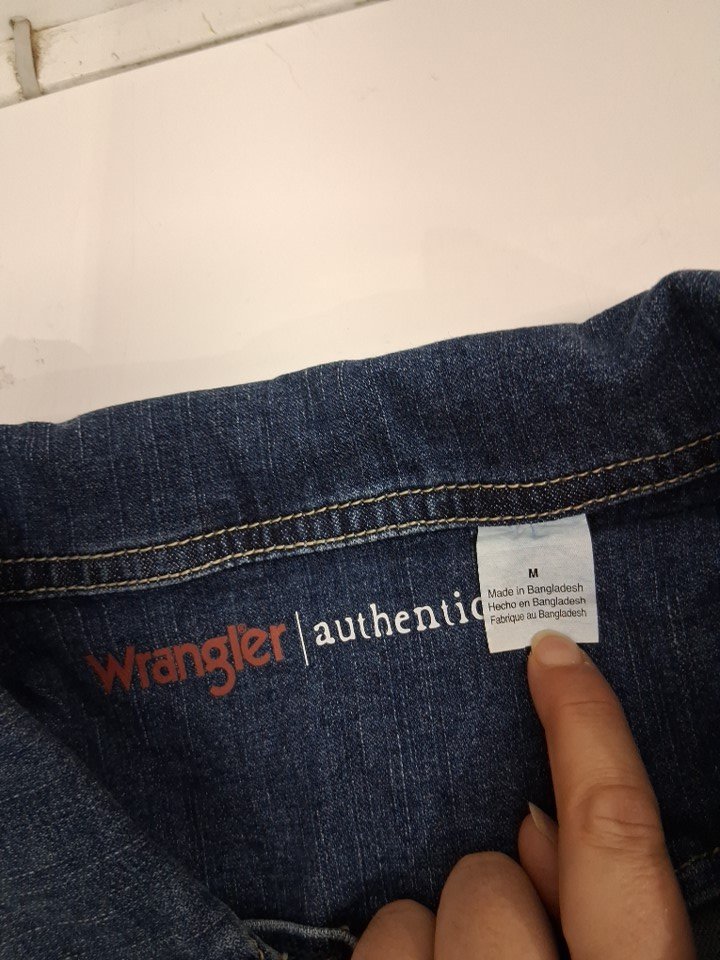 Wrangler | authentic
M
Made in Bangladesh
Hecho en Bangladesh
Fabrique au Bangladesh